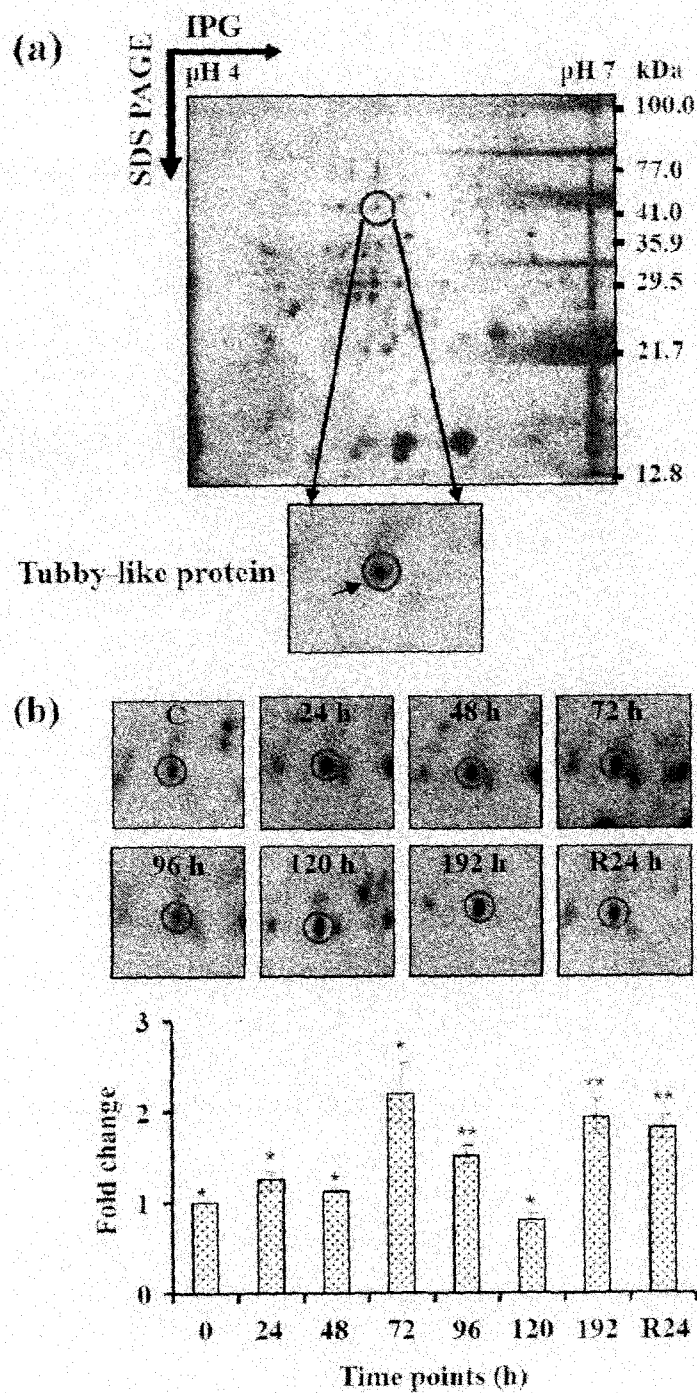 (a)
IPG
SDS PAGE
pH 4
pH 7 kDa
100.0
77.0
41.0
35.9
29.5
21.7
12.8
Tubby-like protein
(b)
C
24 h
48 h
72 h
96 h
120 h
192 h
R24 h
Fold change
3
2
1
0
*
*
*
*
**
*
**
**
0 24 48 72 96 120 192 R24
Time points (h)